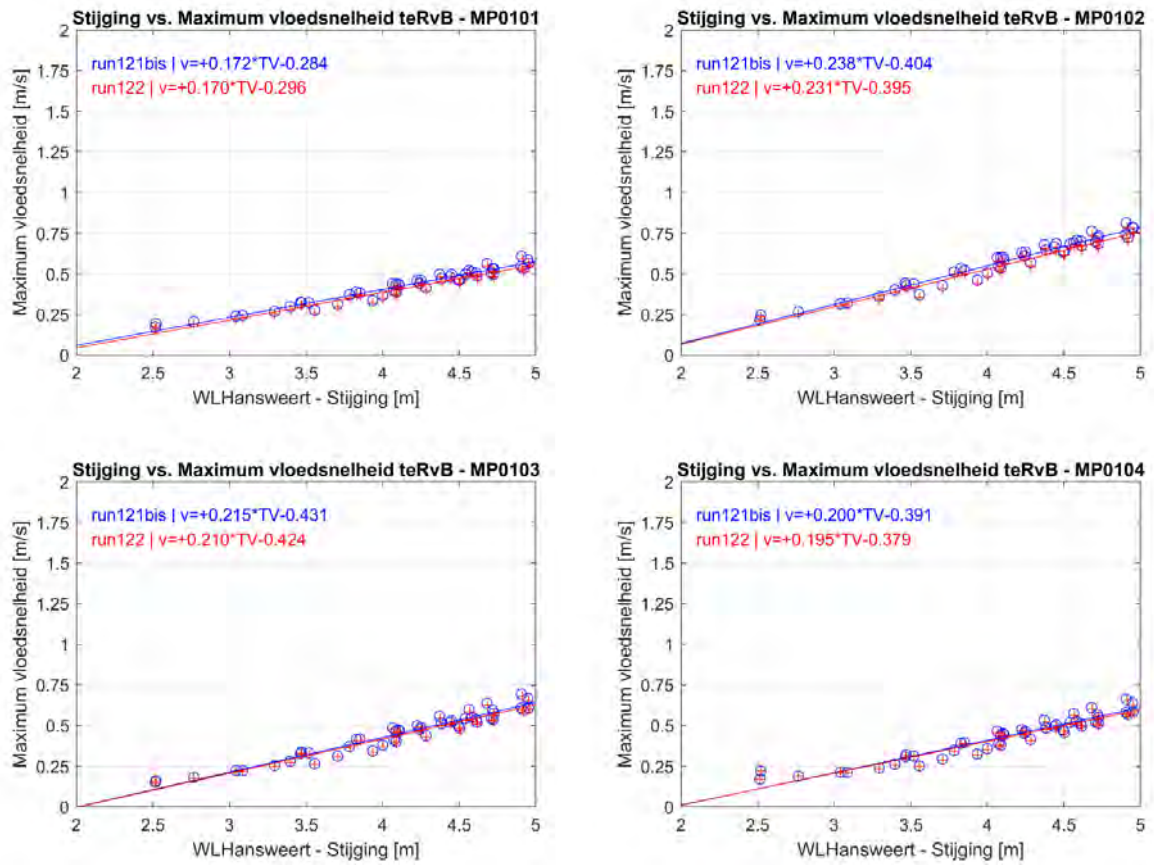 Stijging vs. Maximum vloedsnelheid teRvB - MP0101
2
1.75
1.5
1.25
1
0.75
0.5
0.25
0
Maximum vloedsnelheid [m/s]
run121bis | v=+0.172*TV-0.284
run122 | v=+0.170*TV-0.296
2 2.5 3 3.5 4 4.5 5
WLHansweert - Stijging [m]
Stijging vs. Maximum vloedsnelheid teRvB - MP0102
2
1.75
1.5
1.25
1
0.75
0.5
0.25
0
Maximum vloedsnelheid [m/s]
run121bis | v=+0.238*TV-0.404
run122 | v=+0.231*TV-0.395
2 2.5 3 3.5 4 4.5 5
WLHansweert - Stijging [m]
Stijging vs. Maximum vloedsnelheid teRvB - MP0103
2
1.75
1.5
1.25
1
0.75
0.5
0.25
0
Maximum vloedsnelheid [m/s]
run121bis | v=+0.215*TV-0.431
run122 | v=+0.210*TV-0.424
2 2.5 3 3.5 4 4.5 5
WLHansweert - Stijging [m]
Stijging vs. Maximum vloedsnelheid teRvB - MP0104
2
1.75
1.5
1.25
1
0.75
0.5
0.25
0
Maximum vloedsnelheid [m/s]
run121bis | v=+0.200*TV-0.391
run122 | v=+0.195*TV-0.379
2 2.5 3 3.5 4 4.5 5
WLHansweert - Stijging [m]